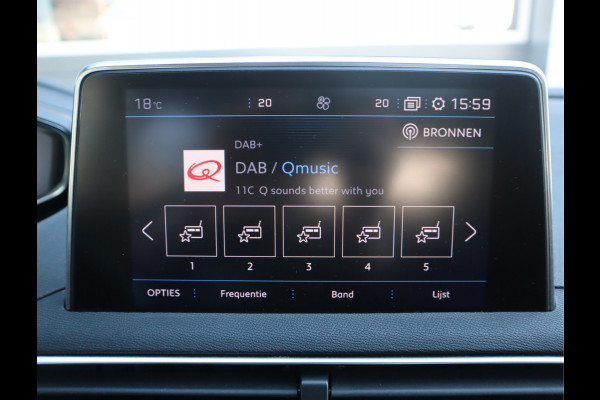 18°C 20 20 15:59
BRONNEN
DAB+
DAB / Qmusic
11C Q sounds better with you
1 2 3 4 5
OPTIES Frequentie Band Lijst